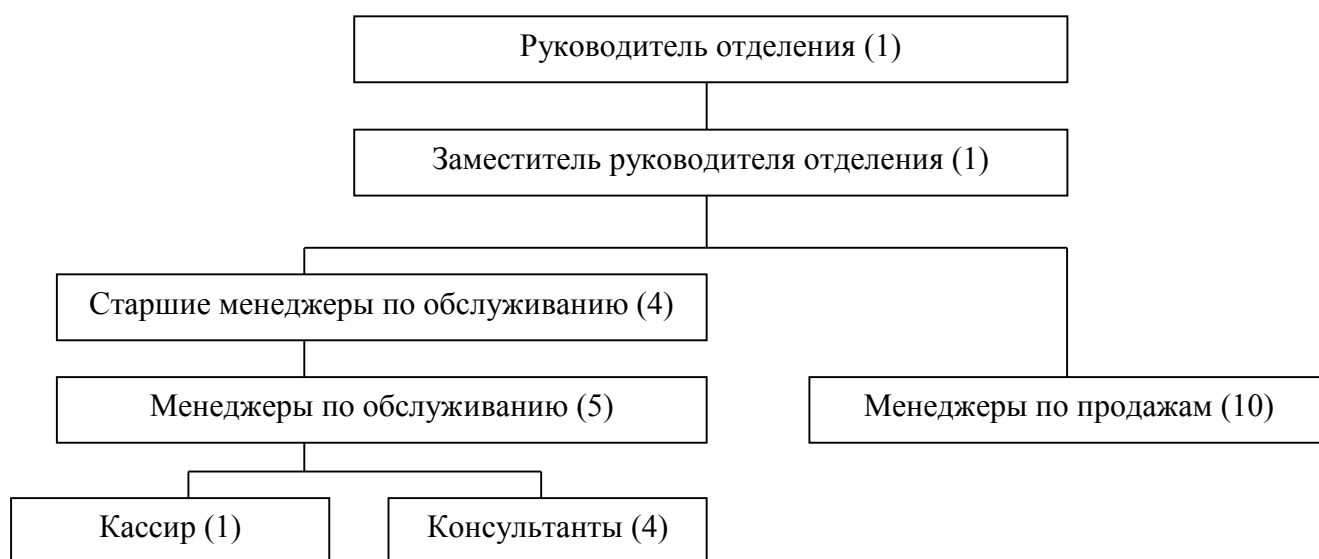 Руководитель отделения (1)
Заместитель руководителя отделения (1)
Старшие менеджеры по обслуживанию (4)
Менеджеры по обслуживанию (5)
Менеджеры по продажам (10)
Кассир (1)
Консультанты (4)